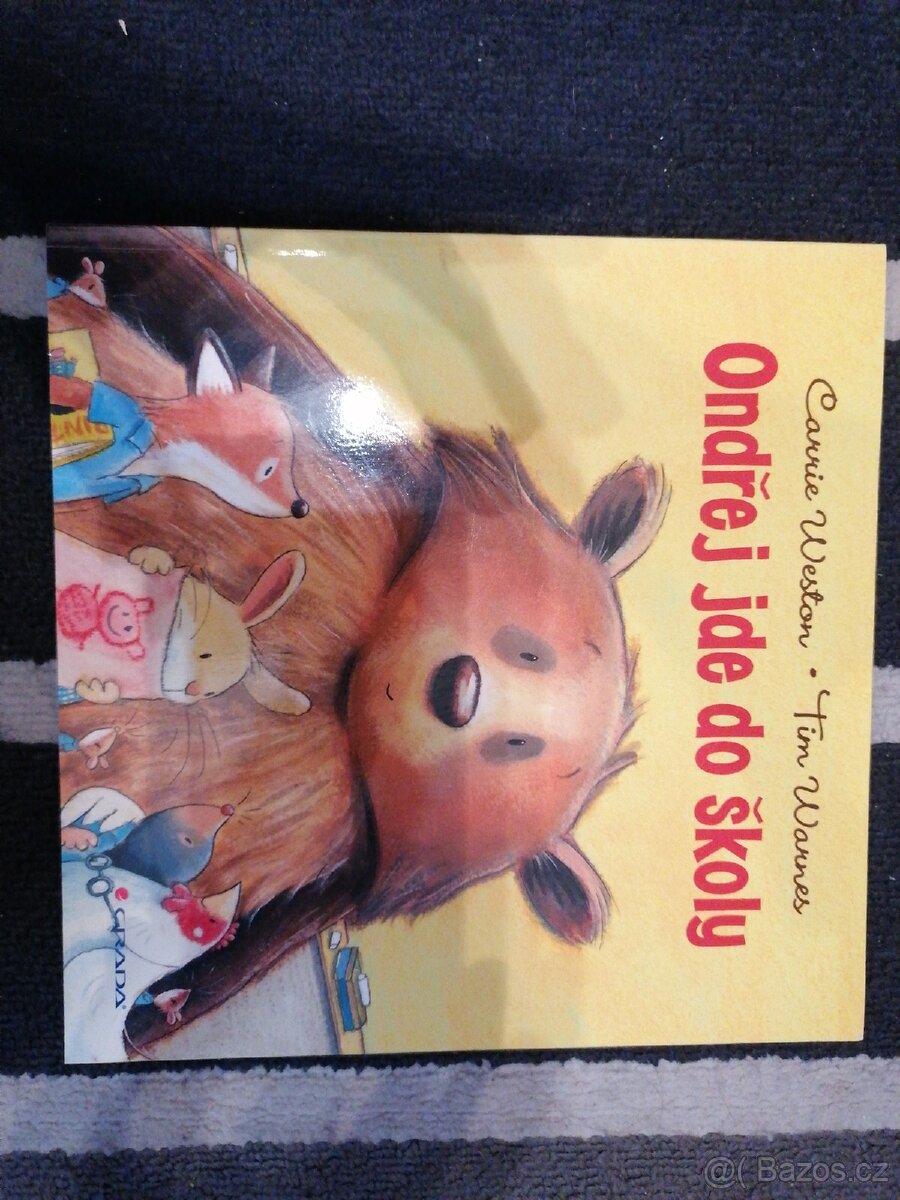 Carrie Weston • Tim Warnes
Ondřej jde do školy
GRADA
@( Bazos.cz